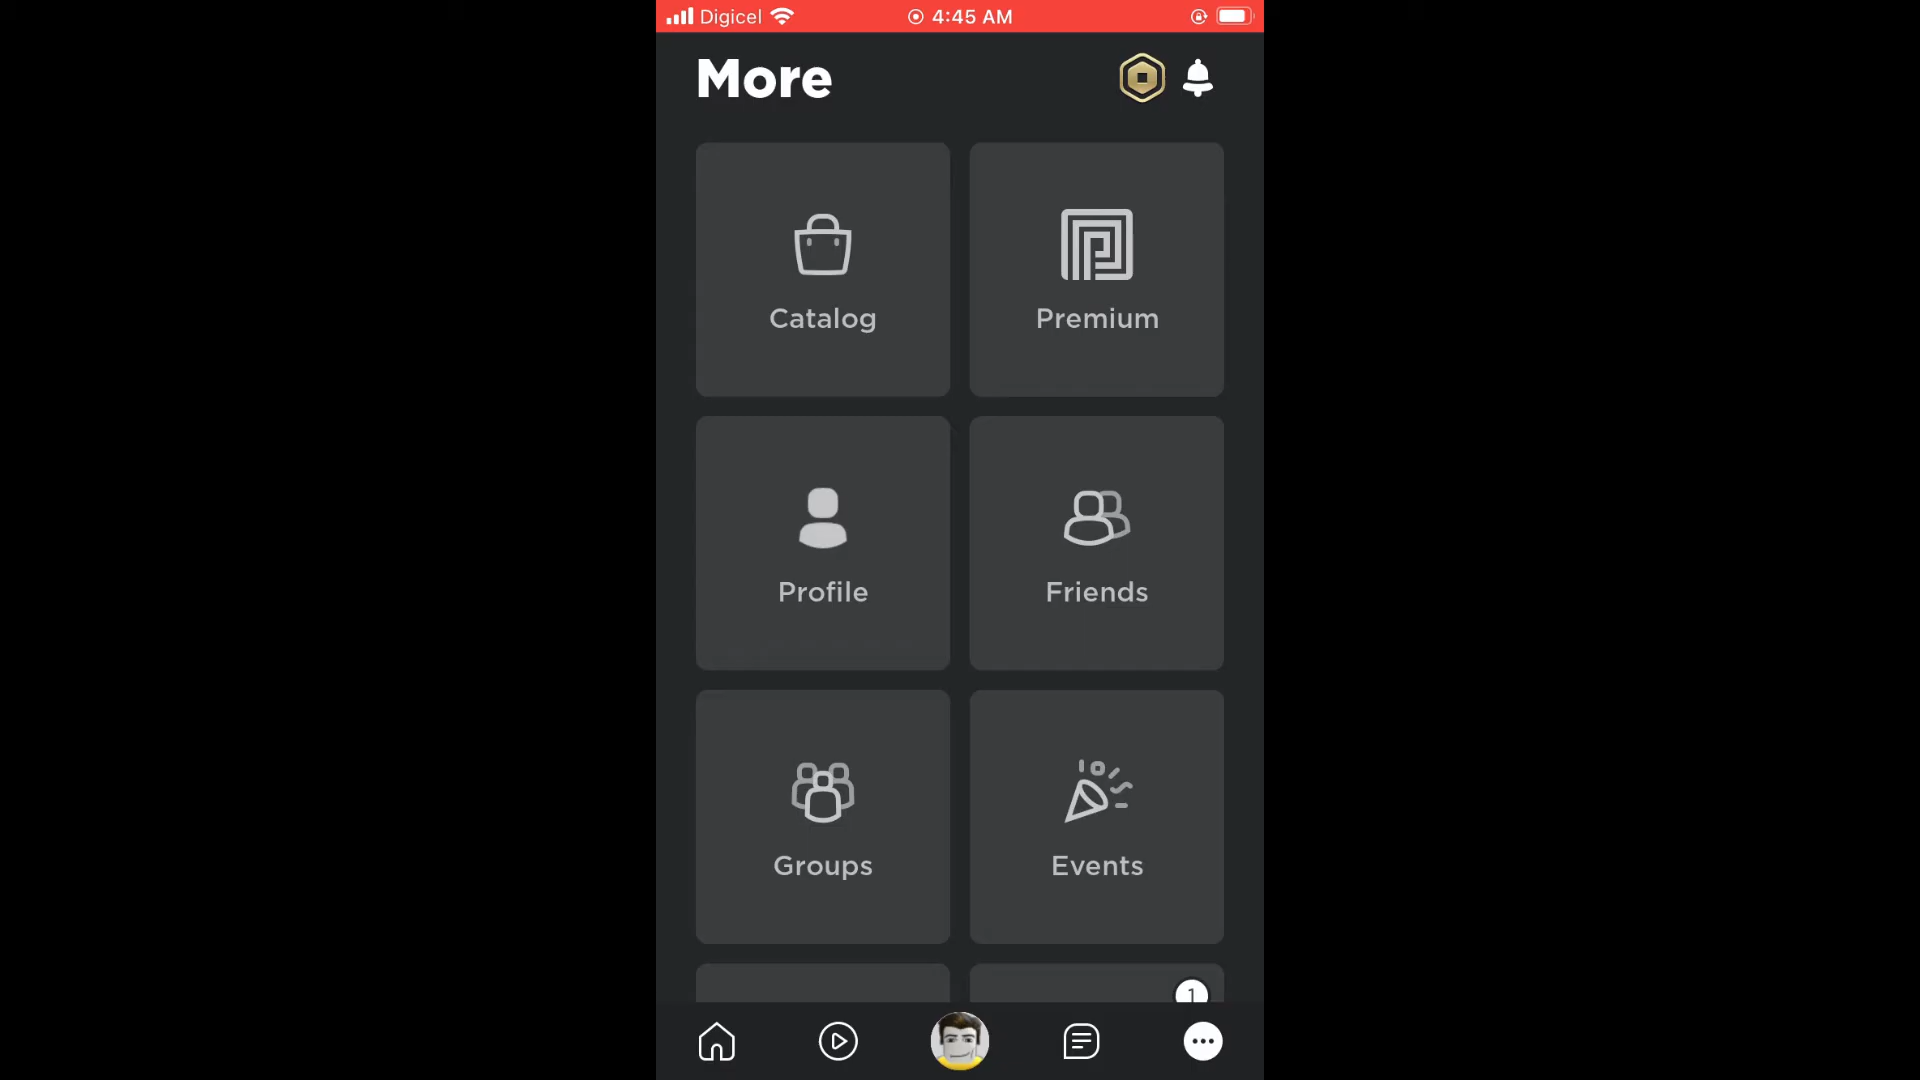 Digicel 4:45 AM
More
Catalog Premium
Profile Friends
Groups Events
1